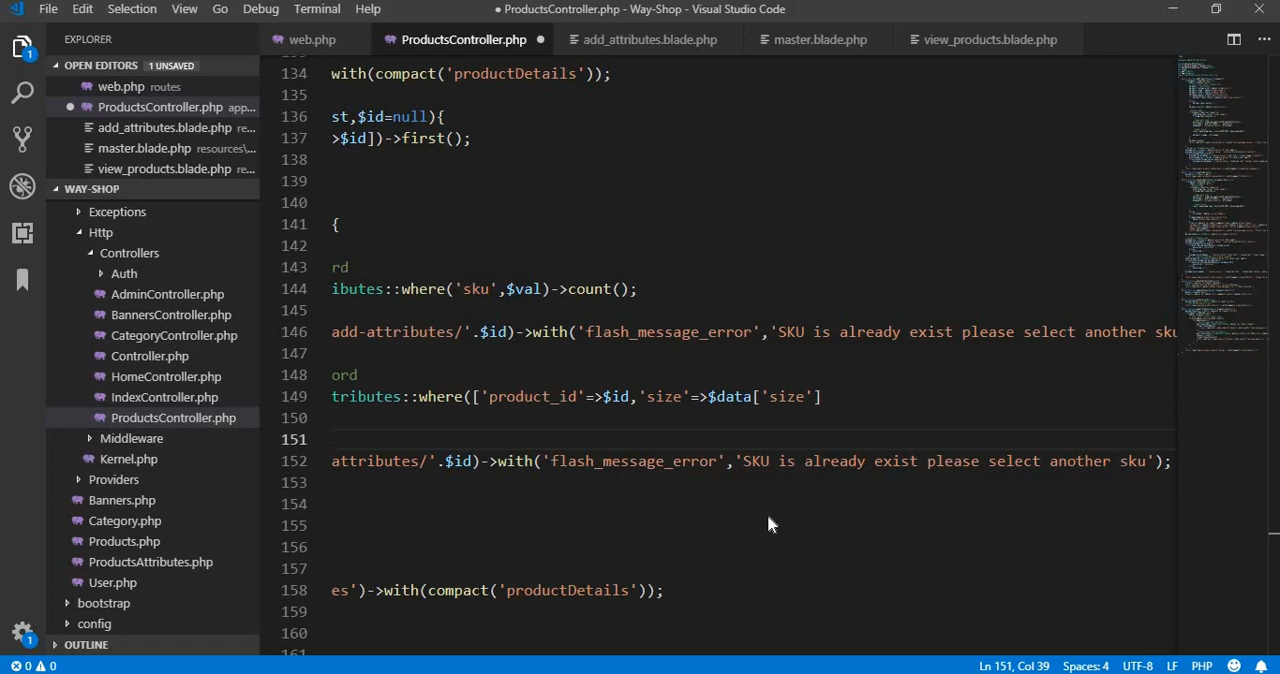 File Edit Selection View Go Debug Terminal Help ● ProductsController.php - Way-Shop - Visual Studio Code
EXPLORER
web.php ProductsController.php ● add_attributes.blade.php master.blade.php view_products.blade.php
OPEN EDITORS 1 UNSAVED
web.php routes
● ProductsController.php app...
add_attributes.blade.php re...
master.blade.php resources\...
view_products.blade.php re...
WAY-SHOP
Exceptions
Http
Controllers
Auth
AdminController.php
BannersController.php
CategoryController.php
Controller.php
HomeController.php
IndexController.php
ProductsController.php
Middleware
Kernel.php
Providers
Banners.php
Category.php
Products.php
ProductsAttributes.php
User.php
bootstrap
config
OUTLINE
1
1
134 with(compact('productDetails'));
135
136 st,$id=null){
137 >$id])->first();
138
139
140
141 {
142
143 rd
144 ibutes::where('sku',$val)->count();
145
146 add-attributes/'.$id)->with('flash_message_error','SKU is already exist please select another sku
147
148 ord
149 tributes::where(['product_id'=>$id,'size'=>$data['size']
150
151
152 attributes/'.$id)->with('flash_message_error','SKU is already exist please select another sku');
153
154
155
156
157
158 es')->with(compact('productDetails'));
159
160
161
0 0 Ln 151, Col 39 Spaces: 4 UTF-8 LF PHP